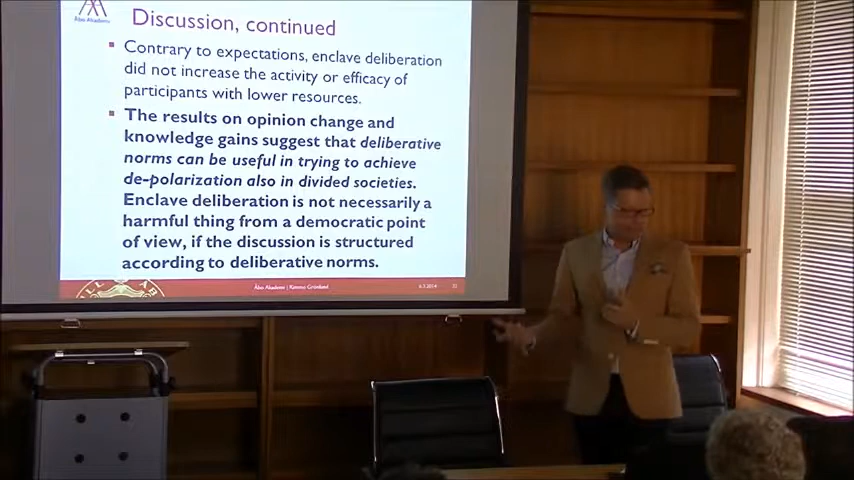 Åbo Akademi
Discussion, continued
Contrary to expectations, enclave deliberation
did not increase the activity or efficacy of
participants with lower resources.
The results on opinion change and
knowledge gains suggest that deliberative
norms can be useful in trying to achieve
de-polarization also in divided societies.
Enclave deliberation is not necessarily a
harmful thing from a democratic point
of view, if the discussion is structured
according to deliberative norms.
Åbo Akademi | Kimmo Grönlund